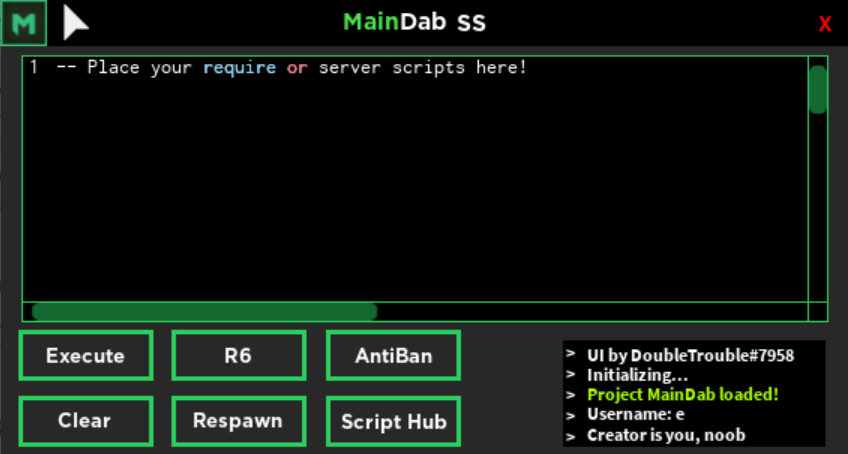 M
MainDab SS
X
1 -- Place your require or server scripts here!
Execute
R6
AntiBan
Clear
Respawn
Script Hub
> UI by DoubleTrouble#7958
> Initializing...
> Project MainDab loaded!
> Username: e
> Creator is you, noob